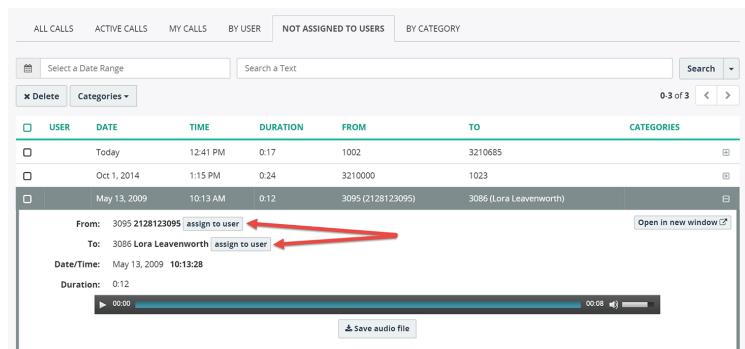 ALL CALLS ACTIVE CALLS MY CALLS BY USER NOT ASSIGNED TO USERS BY CATEGORY
Select a Date Range Search a Text Search
Delete Categories 0-3 of 3
USER DATE TIME DURATION FROM TO CATEGORIES
Today 12:41 PM 0:17 1002 3210685
Oct 1, 2014 1:15 PM 0:24 3210000 1023
May 13, 2009 10:13 AM 0:12 3095 (2128123095) 3086 (Lora Leavenworth)
From: 3095 2128123095 assign to user Open in new window
To: 3086 Lora Leavenworth assign to user
Date/Time: May 13, 2009 10:13:28
Duration: 0:12
00:00 00:08
Save audio file